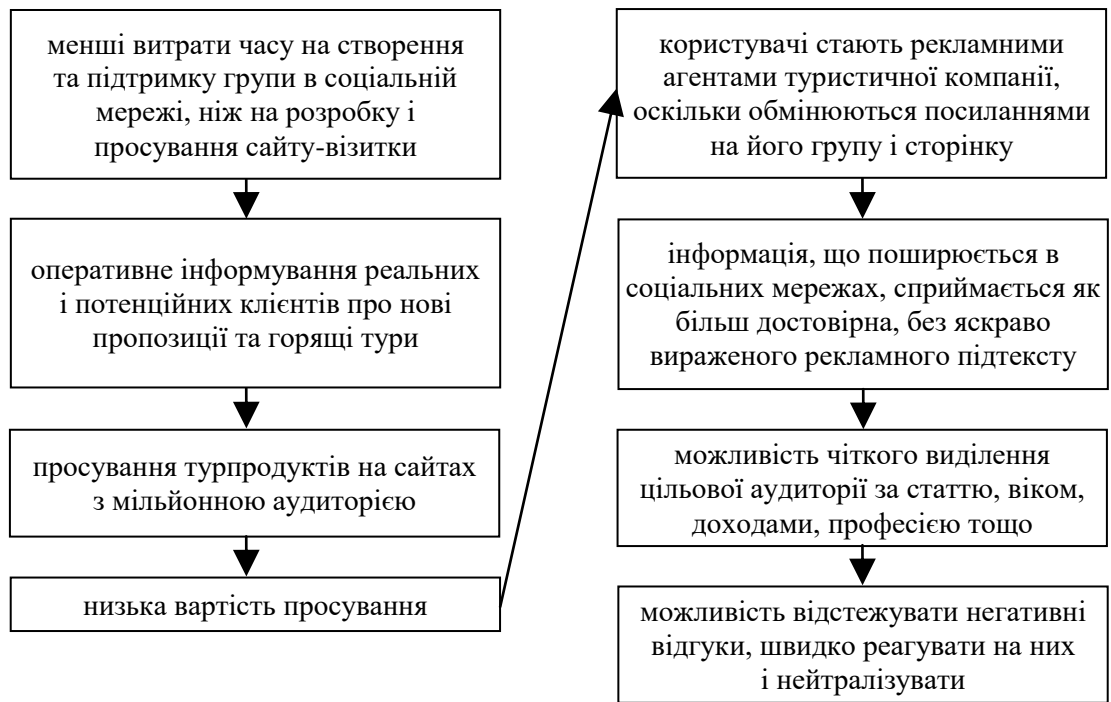 менші витрати часу на створення
та підтримку групи в соціальній
мережі, ніж на розробку і
просування сайту-візитки
оперативне інформування реальних
і потенційних клієнтів про нові
пропозиції та горящі тури
просування турпродуктів на сайтах
з мільйонною аудиторією
низька вартість просування
користувачі стають рекламними
агентами туристичної компанії,
оскільки обмінюються посиланнями
на його групу і сторінку
інформація, що поширюється в
соціальних мережах, сприймається як
більш достовірна, без яскраво
вираженого рекламного підтексту
можливість чіткого виділення
цільової аудиторії за статтю, віком,
доходами, професією тощо
можливість відстежувати негативні
відгуки, швидко реагувати на них
і нейтралізувати